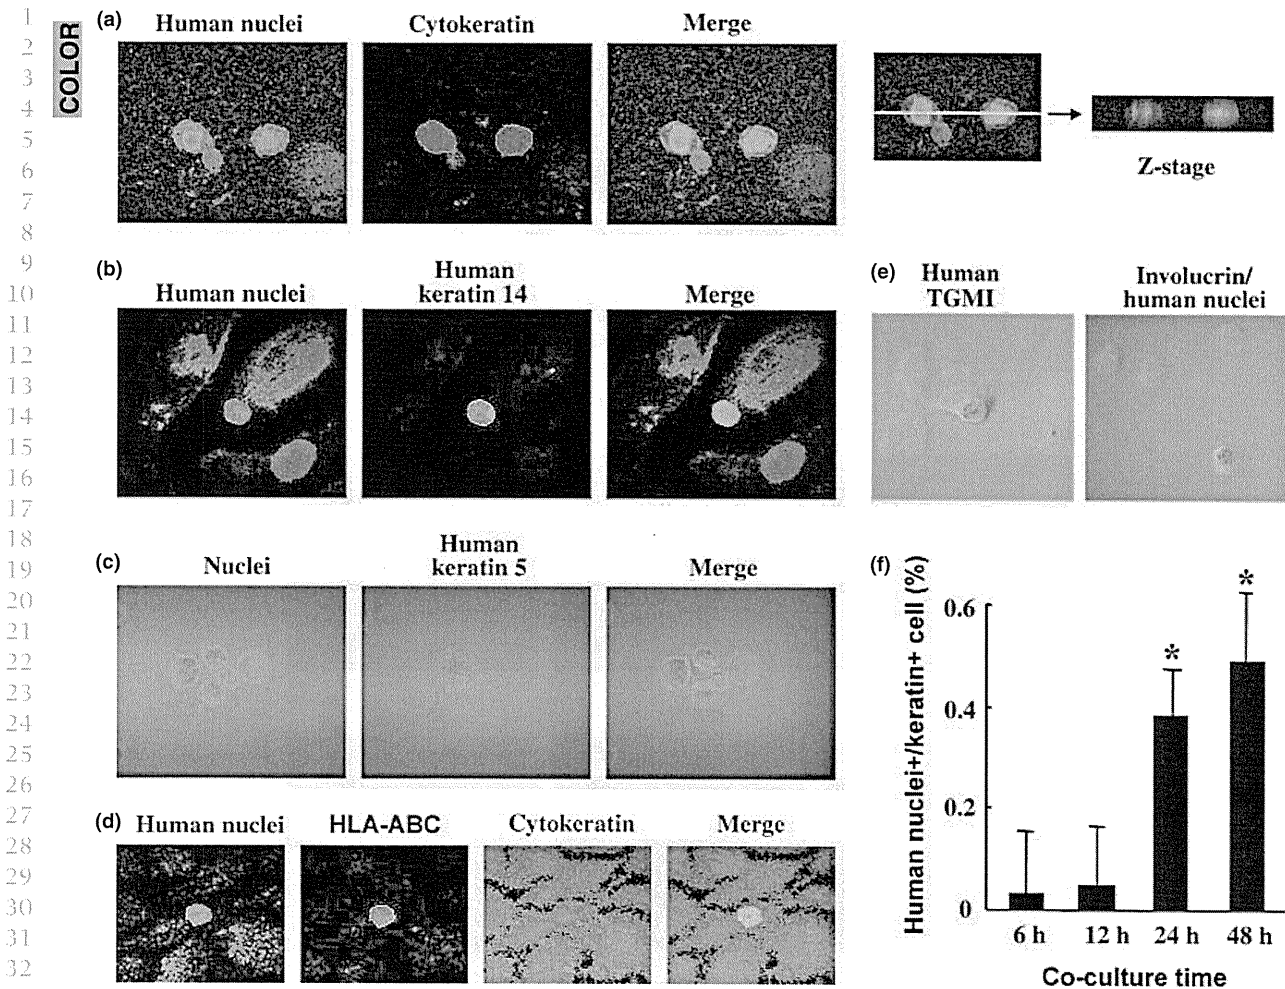 1
2
3
4
5
6
7
8
9
10
11
12
13
14
15
16
17
18
19
20
21
22
23
24
25
26
27
28
29
30
31
32
COLOR
(a)
Human nuclei
Cytokeratin
Merge
Z-stage
(b)
Human nuclei
Human
keratin 14
Merge
(c)
Nuclei
Human
keratin 5
Merge
(d)
Human nuclei
HLA-ABC
Cytokeratin
Merge
(e)
Human
TGMI
Involucrin/
human nuclei
(f)
Human nuclei+/keratin+ cell (%)
0.6
0.4
0.2
0
*
*
6 h 12 h 24 h 48 h
Co-culture time